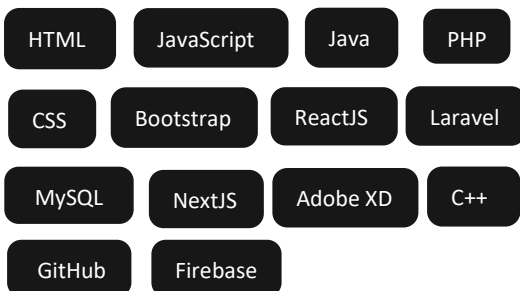 HTML JavaScript Java PHP
CSS Bootstrap ReactJS Laravel
MySQL NextJS Adobe XD C++
GitHub Firebase